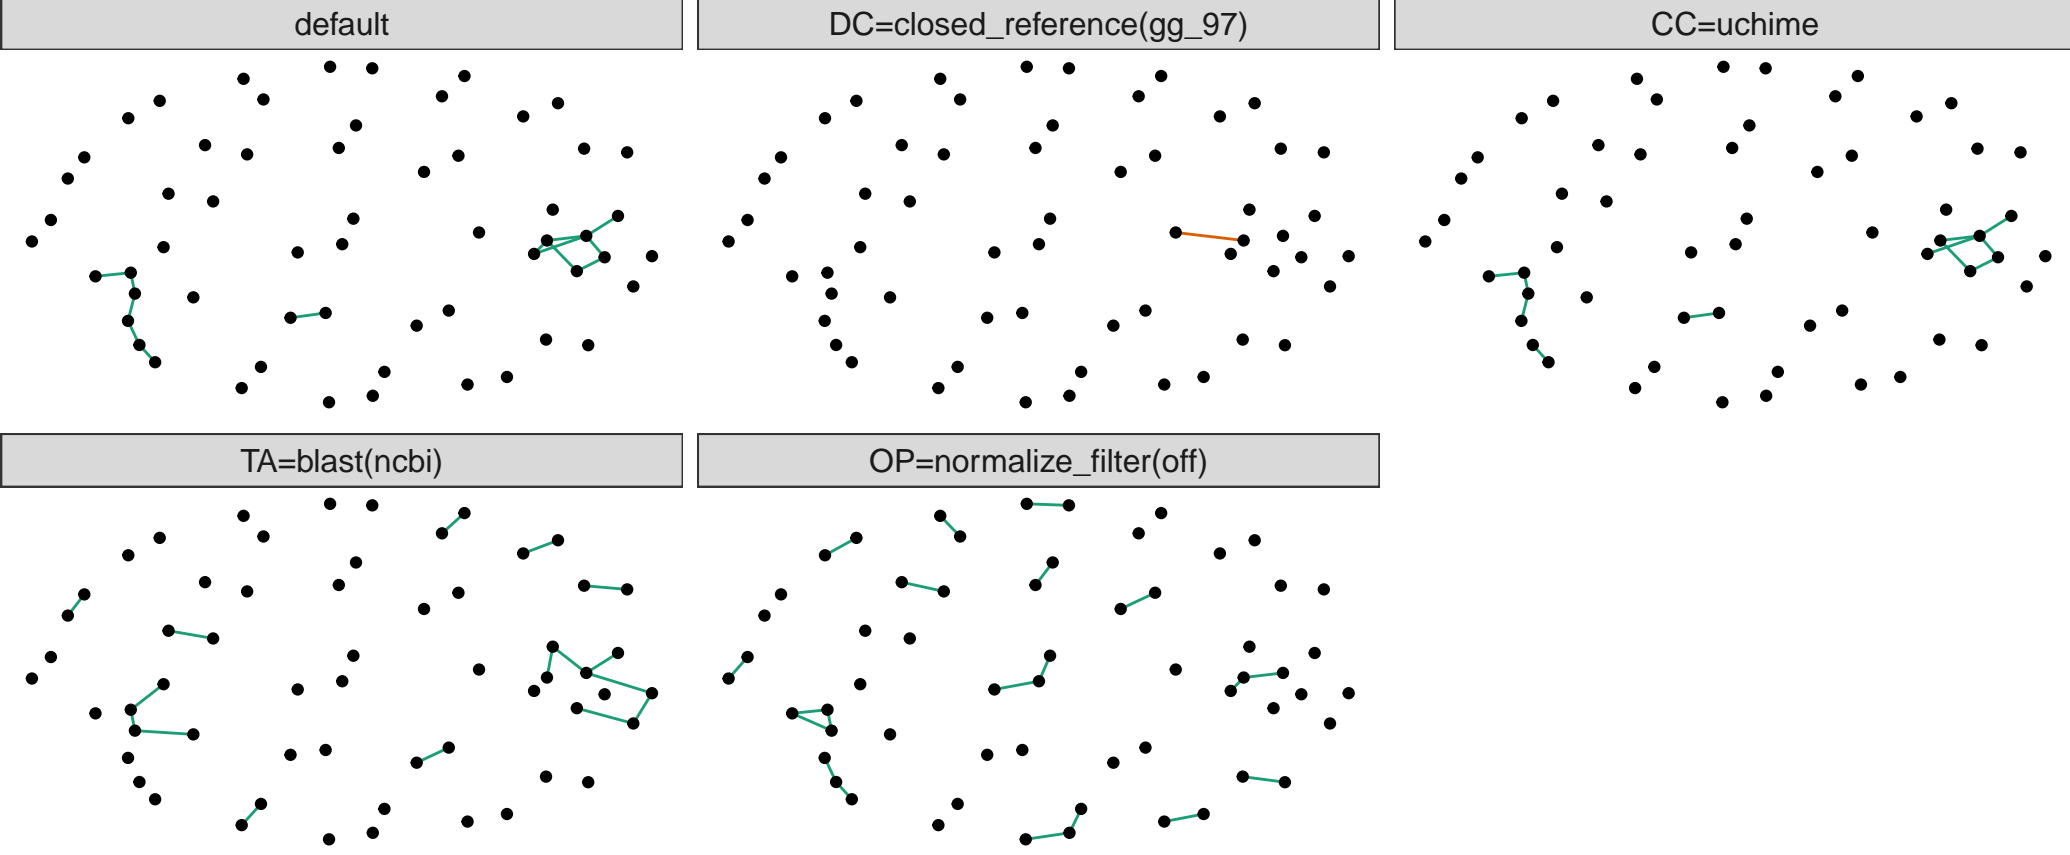 default
DC=closed_reference(gg_97)
CC=uchime
TA=blast(ncbi)
OP=normalize_filter(off)